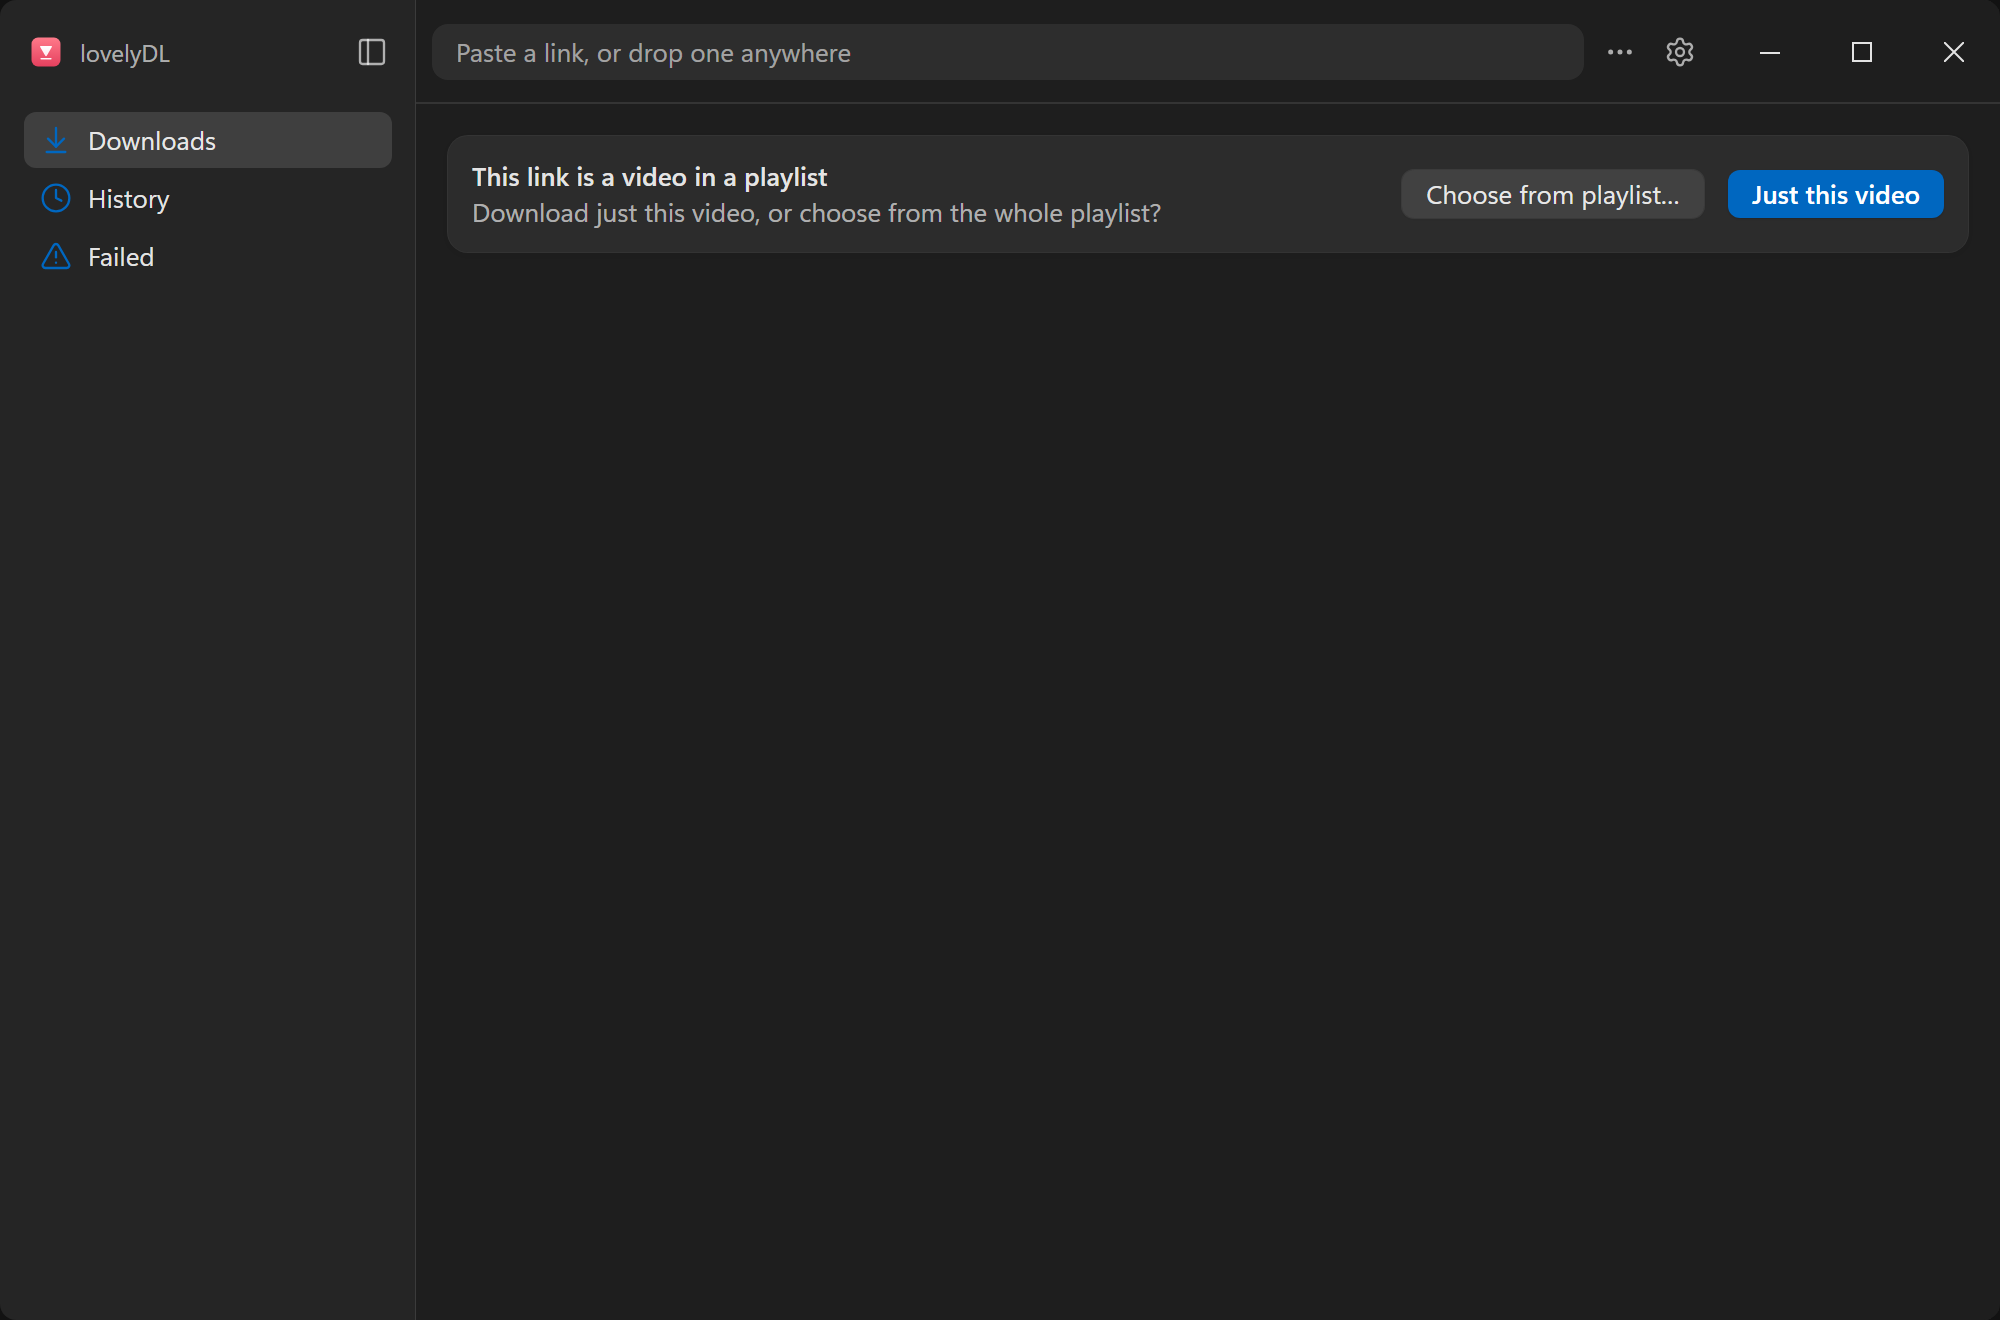 lovelyDL
Paste a link, or drop one anywhere
Downloads
History
Failed
This link is a video in a playlist
Download just this video, or choose from the whole playlist?
Choose from playlist...
Just this video